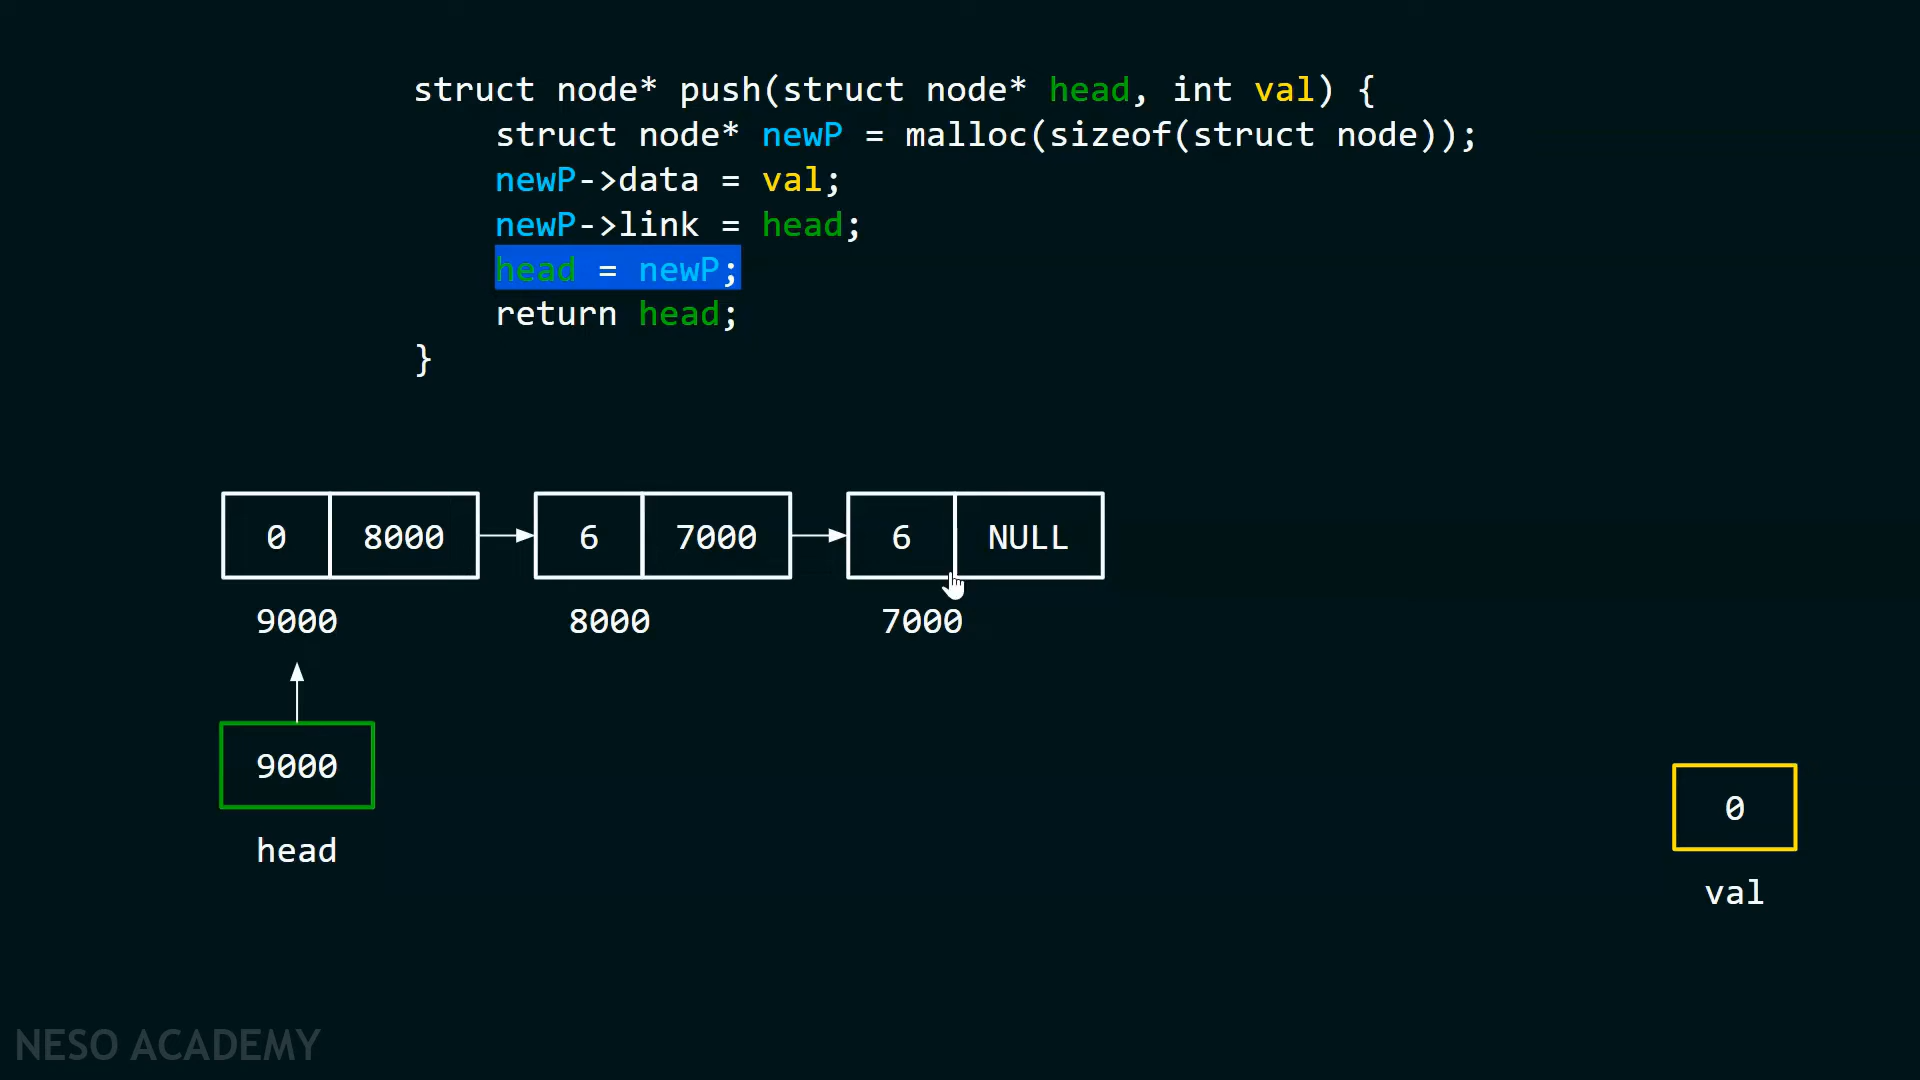 struct node* push(struct node* head, int val) {
struct node* newP = malloc(sizeof(struct node));
newP->data = val;
newP->link = head;
head = newP;
return head;
}
0 8000 6 7000 6 NULL
9000 8000 7000
9000
head
0
val
NESO ACADEMY